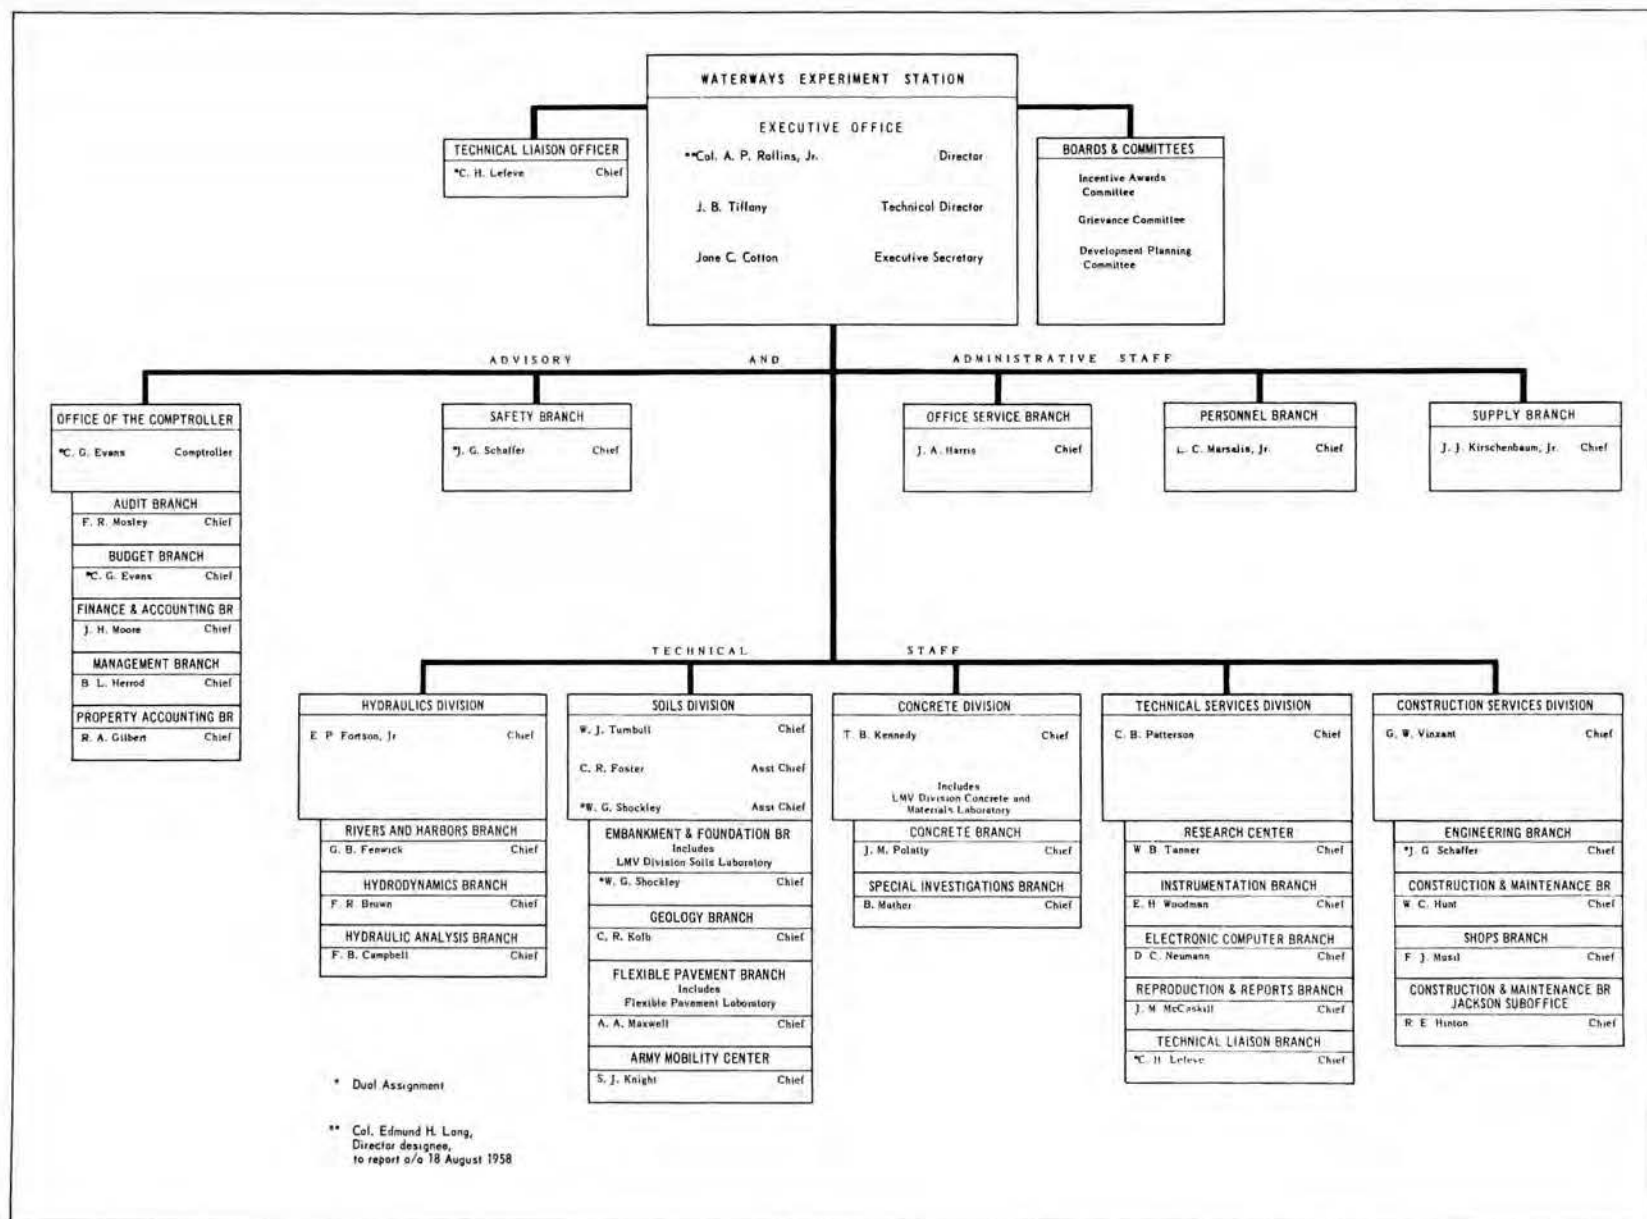 WATERWAYS EXPERIMENT STATION
EXECUTIVE OFFICE
**Col. A. P. Rollins, Jr. Director
J. B. Tiffany Technical Director
Jane C. Cotton Executive Secretary
TECHNICAL LIAISON OFFICER
*C. H. Lefeve Chief
BOARDS & COMMITTEES
Incentive Awards
Committee
Grievance Committee
Development Planning
Committee
ADVISORY AND ADMINISTRATIVE STAFF
OFFICE OF THE COMPTROLLER
*C. G. Evans Comptroller
AUDIT BRANCH
F. R. Mosley Chief
BUDGET BRANCH
*C. G. Evans Chief
FINANCE & ACCOUNTING BR
J. H. Moore Chief
MANAGEMENT BRANCH
B. L. Herrod Chief
PROPERTY ACCOUNTING BR
R. A. Gilbert Chief
SAFETY BRANCH
*J. G. Schaffer Chief
OFFICE SERVICE BRANCH
J. A. Harris Chief
PERSONNEL BRANCH
L. C. Marsalis, Jr. Chief
SUPPLY BRANCH
J. J. Kirschenbaum, Jr. Chief
TECHNICAL STAFF
HYDRAULICS DIVISION
E. P. Fortson, Jr Chief
RIVERS AND HARBORS BRANCH
G. B. Fenwick Chief
HYDRODYNAMICS BRANCH
F. R. Brown Chief
HYDRAULIC ANALYSIS BRANCH
F. B. Campbell Chief
SOILS DIVISION
W. J. Turnbull Chief
C. R. Foster Asst Chief
*W. G. Shockley Asst Chief
EMBANKMENT & FOUNDATION BR
Includes
LMV Division Soils Laboratory
*W. G. Shockley Chief
GEOLOGY BRANCH
C. R. Kolb Chief
FLEXIBLE PAVEMENT BRANCH
Includes
Flexible Pavement Laboratory
A. A. Maxwell Chief
ARMY MOBILITY CENTER
S. J. Knight Chief
CONCRETE DIVISION
T. B. Kennedy Chief
Includes
LMV Division Concrete and
Materials Laboratory
CONCRETE BRANCH
J. M. Polatty Chief
SPECIAL INVESTIGATIONS BRANCH
B. Mather Chief
TECHNICAL SERVICES DIVISION
C. B. Patterson Chief
RESEARCH CENTER
W. B. Tanner Chief
INSTRUMENTATION BRANCH
E. H. Woodman Chief
ELECTRONIC COMPUTER BRANCH
D. C. Neumann Chief
REPRODUCTION & REPORTS BRANCH
J. M. McCaskill Chief
TECHNICAL LIAISON BRANCH
*C. H. Lefeve Chief
CONSTRUCTION SERVICES DIVISION
G. W. Vinzant Chief
ENGINEERING BRANCH
*J. G. Schaffer Chief
CONSTRUCTION & MAINTENANCE BR
W. C. Hunt Chief
SHOPS BRANCH
F. J. Musil Chief
CONSTRUCTION & MAINTENANCE BR
JACKSON SUBOFFICE
R. E. Hinton Chief
* Dual Assignment
** Col. Edmund H. Lang,
Director designee,
to report o/a 18 August 1958